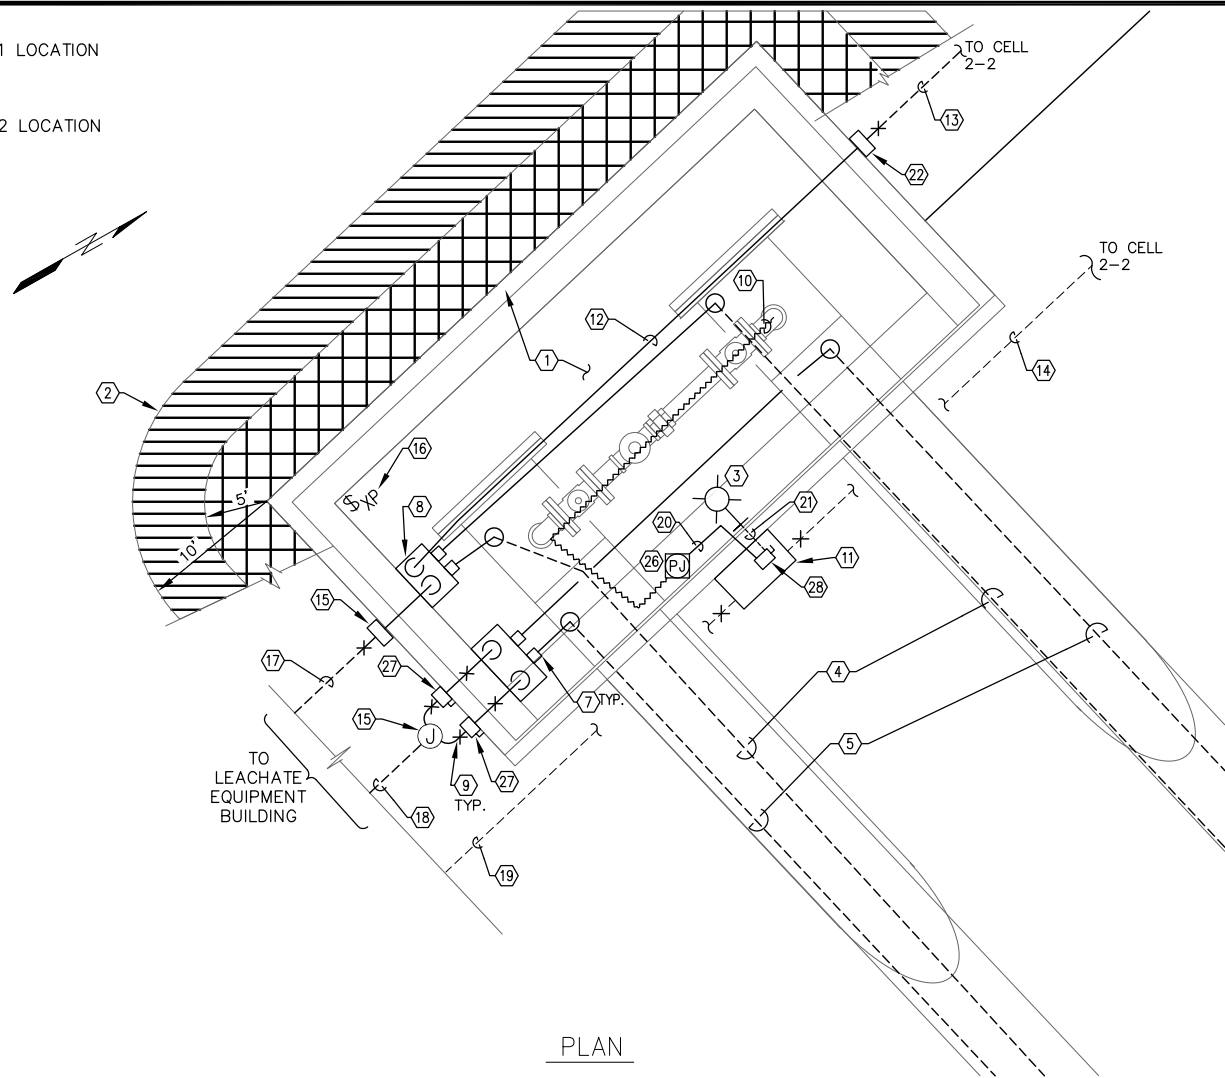 1 LOCATION
2 LOCATION
N
TO CELL
2-2
13
22
TO CELL
2-2
14
10
12
1
2
16
$XP
5'
10'
8
3
21
20
26
PJ
11
28
15
17
27
7
TYP.
4
5
15
J
9
TYP.
27
TO
LEACHATE
EQUIPMENT
BUILDING
18
19
PLAN